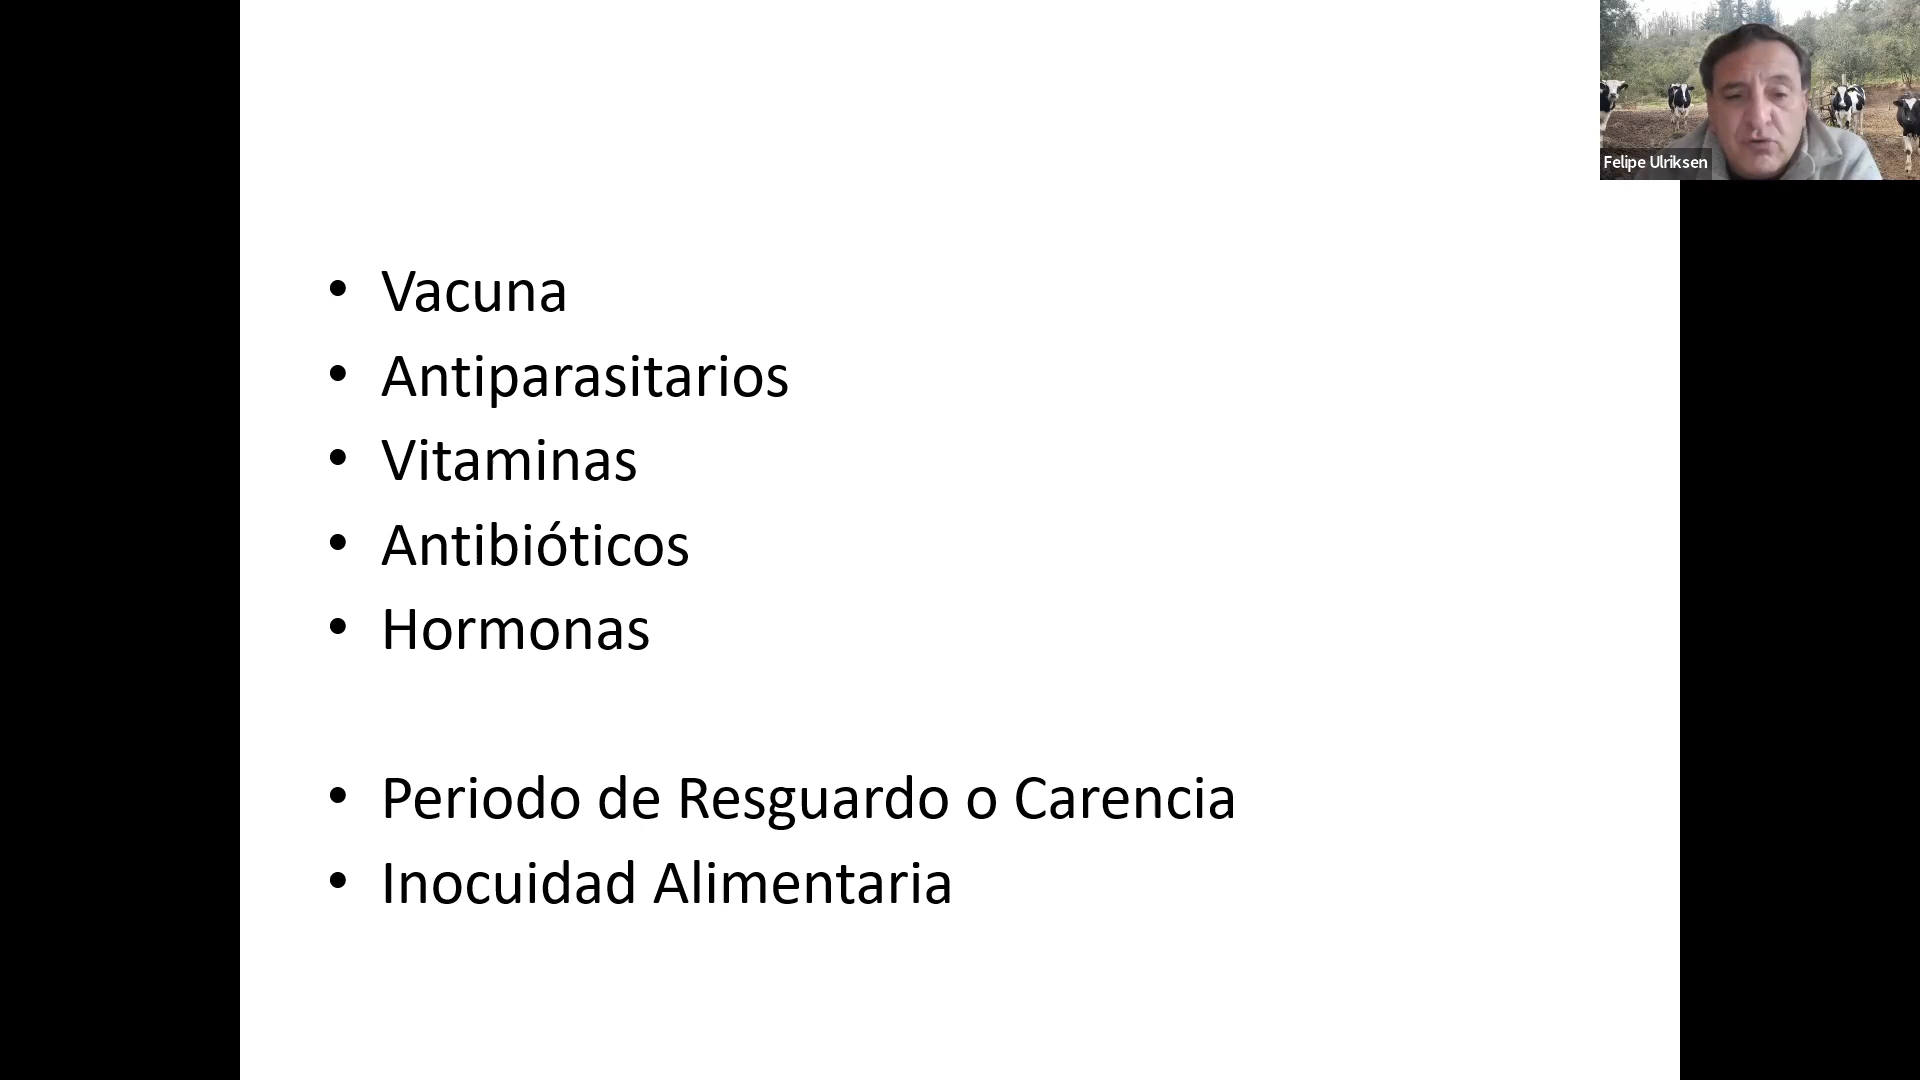 Felipe Ulriksen
• Vacuna
• Antiparasitarios
• Vitaminas
• Antibióticos
• Hormonas
• Periodo de Resguardo o Carencia
• Inocuidad Alimentaria